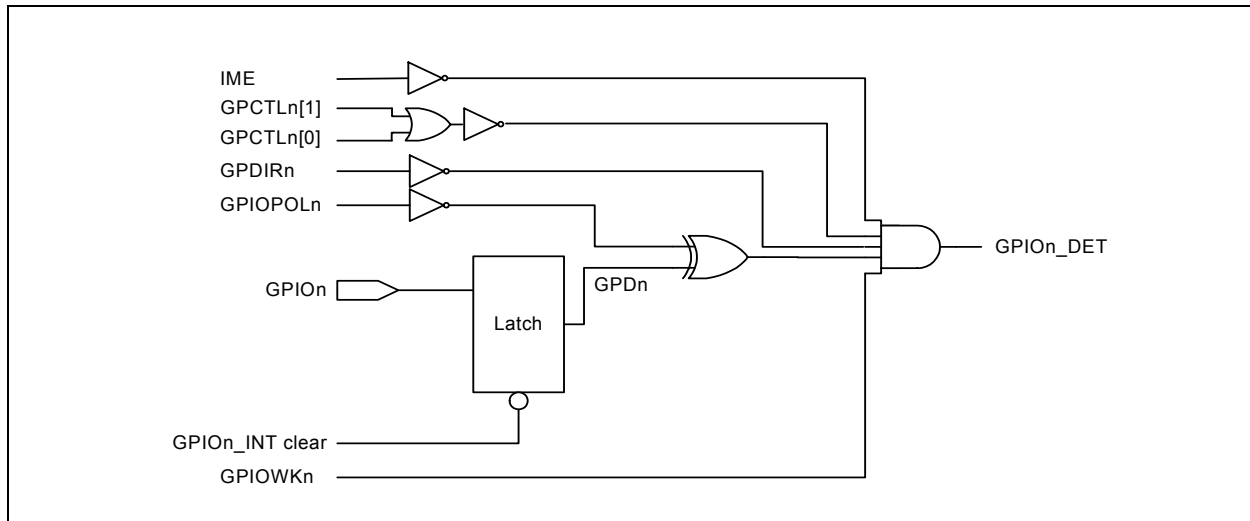 IME
GPCTLn[1]
GPCTLn[0]
GPDIRn
GPIOPOLn
GPIOn_DET
GPIOn
GPDn
Latch
GPIOn_INT clear
GPIOWKn